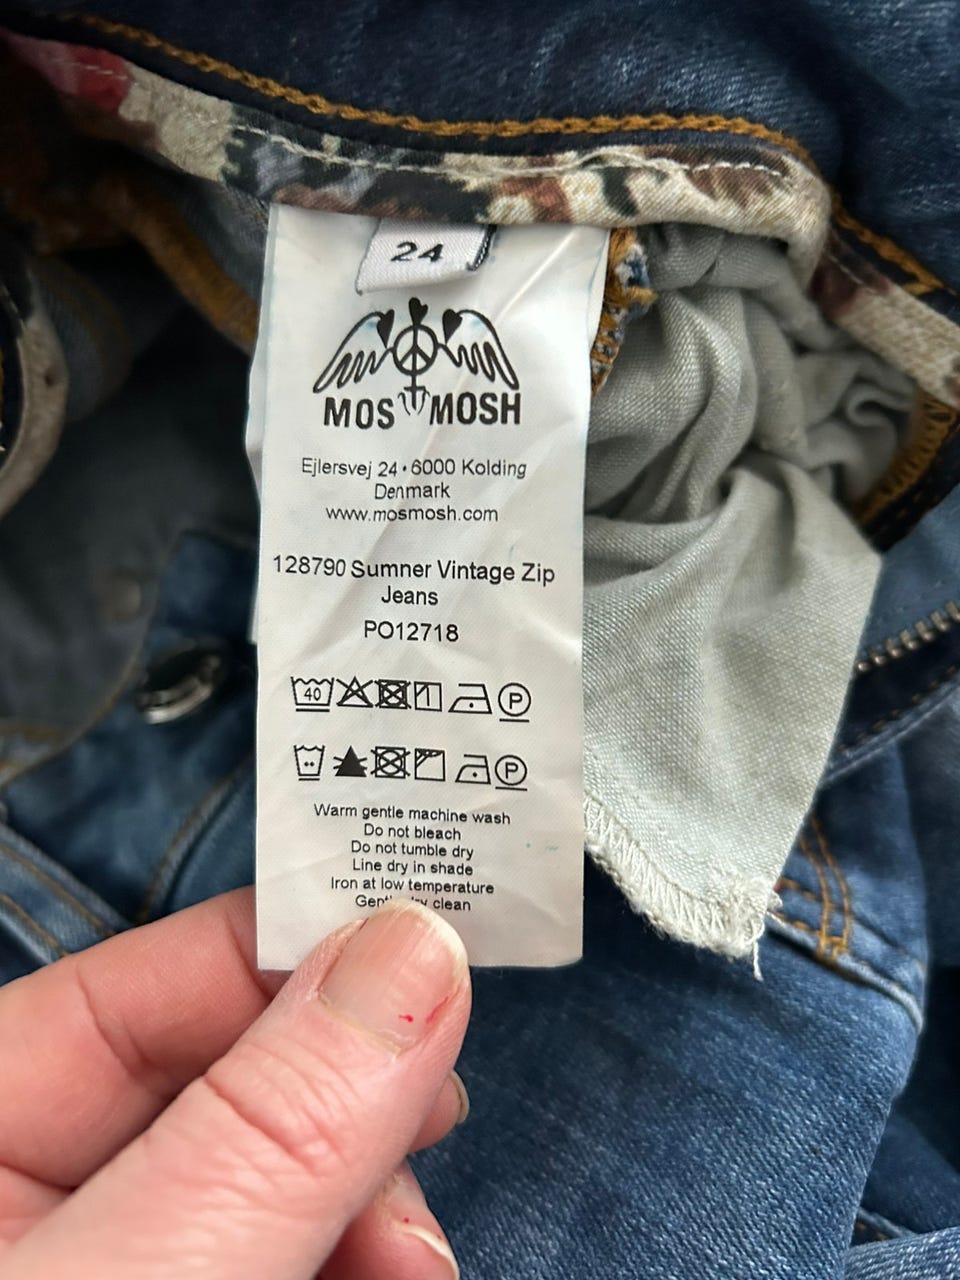 24
MOS MOSH
Ejlersvej 24 • 6000 Kolding
Denmark
www.mosmosh.com
128790 Sumner Vintage Zip
Jeans
PO12718
40 P
P
Warm gentle machine wash
Do not bleach
Do not tumble dry
Line dry in shade
Iron at low temperature
clean